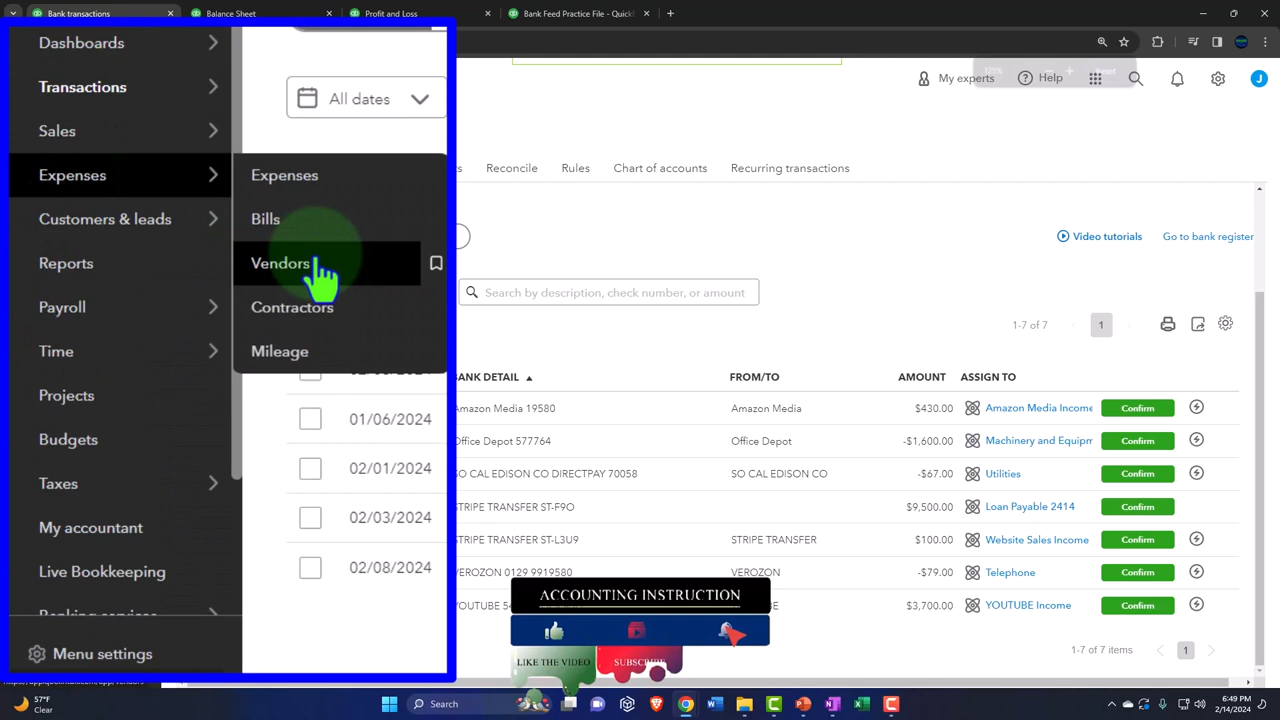 Bank transactions
Balance Sheet
Profit and Loss
Bank Feed Practice File - Quick
Dashboards
Transactions
Sales
Expenses
Customers & leads
Reports
Payroll
Time
Projects
Budgets
Taxes
My accountant
Live Bookkeeping
Banking services
Menu settings
Expenses
Bills
Vendors
Contractors
Mileage
All dates
01/06/2024
02/01/2024
02/03/2024
02/08/2024
My experts
Help
J
Reconcile
Rules
Chart of accounts
Recurring transactions
Video tutorials
Go to bank register
Search by description, check number, or amount
1-7 of 7
1
BANK DETAIL FROM/TO AMOUNT ASSIGN TO
Amazon Media 19580 Amazon Media $430.00 Amazon Media Income Confirm
Office Depot 577764 Office Depot -$1,600.00 Machinery and Equipm Confirm
SO CAL EDISON CO DIRECTPAY 70058 SO CAL EDISON CO -$67.00 Utilities Confirm
STRIPE TRANSFER ST-F9O $9,500.00 Loan Payable 2414 Confirm
STRIPE TRANSFER ST-L3U9 STRIPE TRANSFER $100.00 Website Sales Income Confirm
VEROZON 0129 9919580 VEROZON -$79.00 Telephone Confirm
YOUTUBE $3,700.00 YOUTUBE Income Confirm
ACCOUNTING INSTRUCTION
LIKE THE VIDEO
SUBSCRIBE
1-7 of 7 items
1
57°F
Clear
Search
6:49 PM
2/14/2024